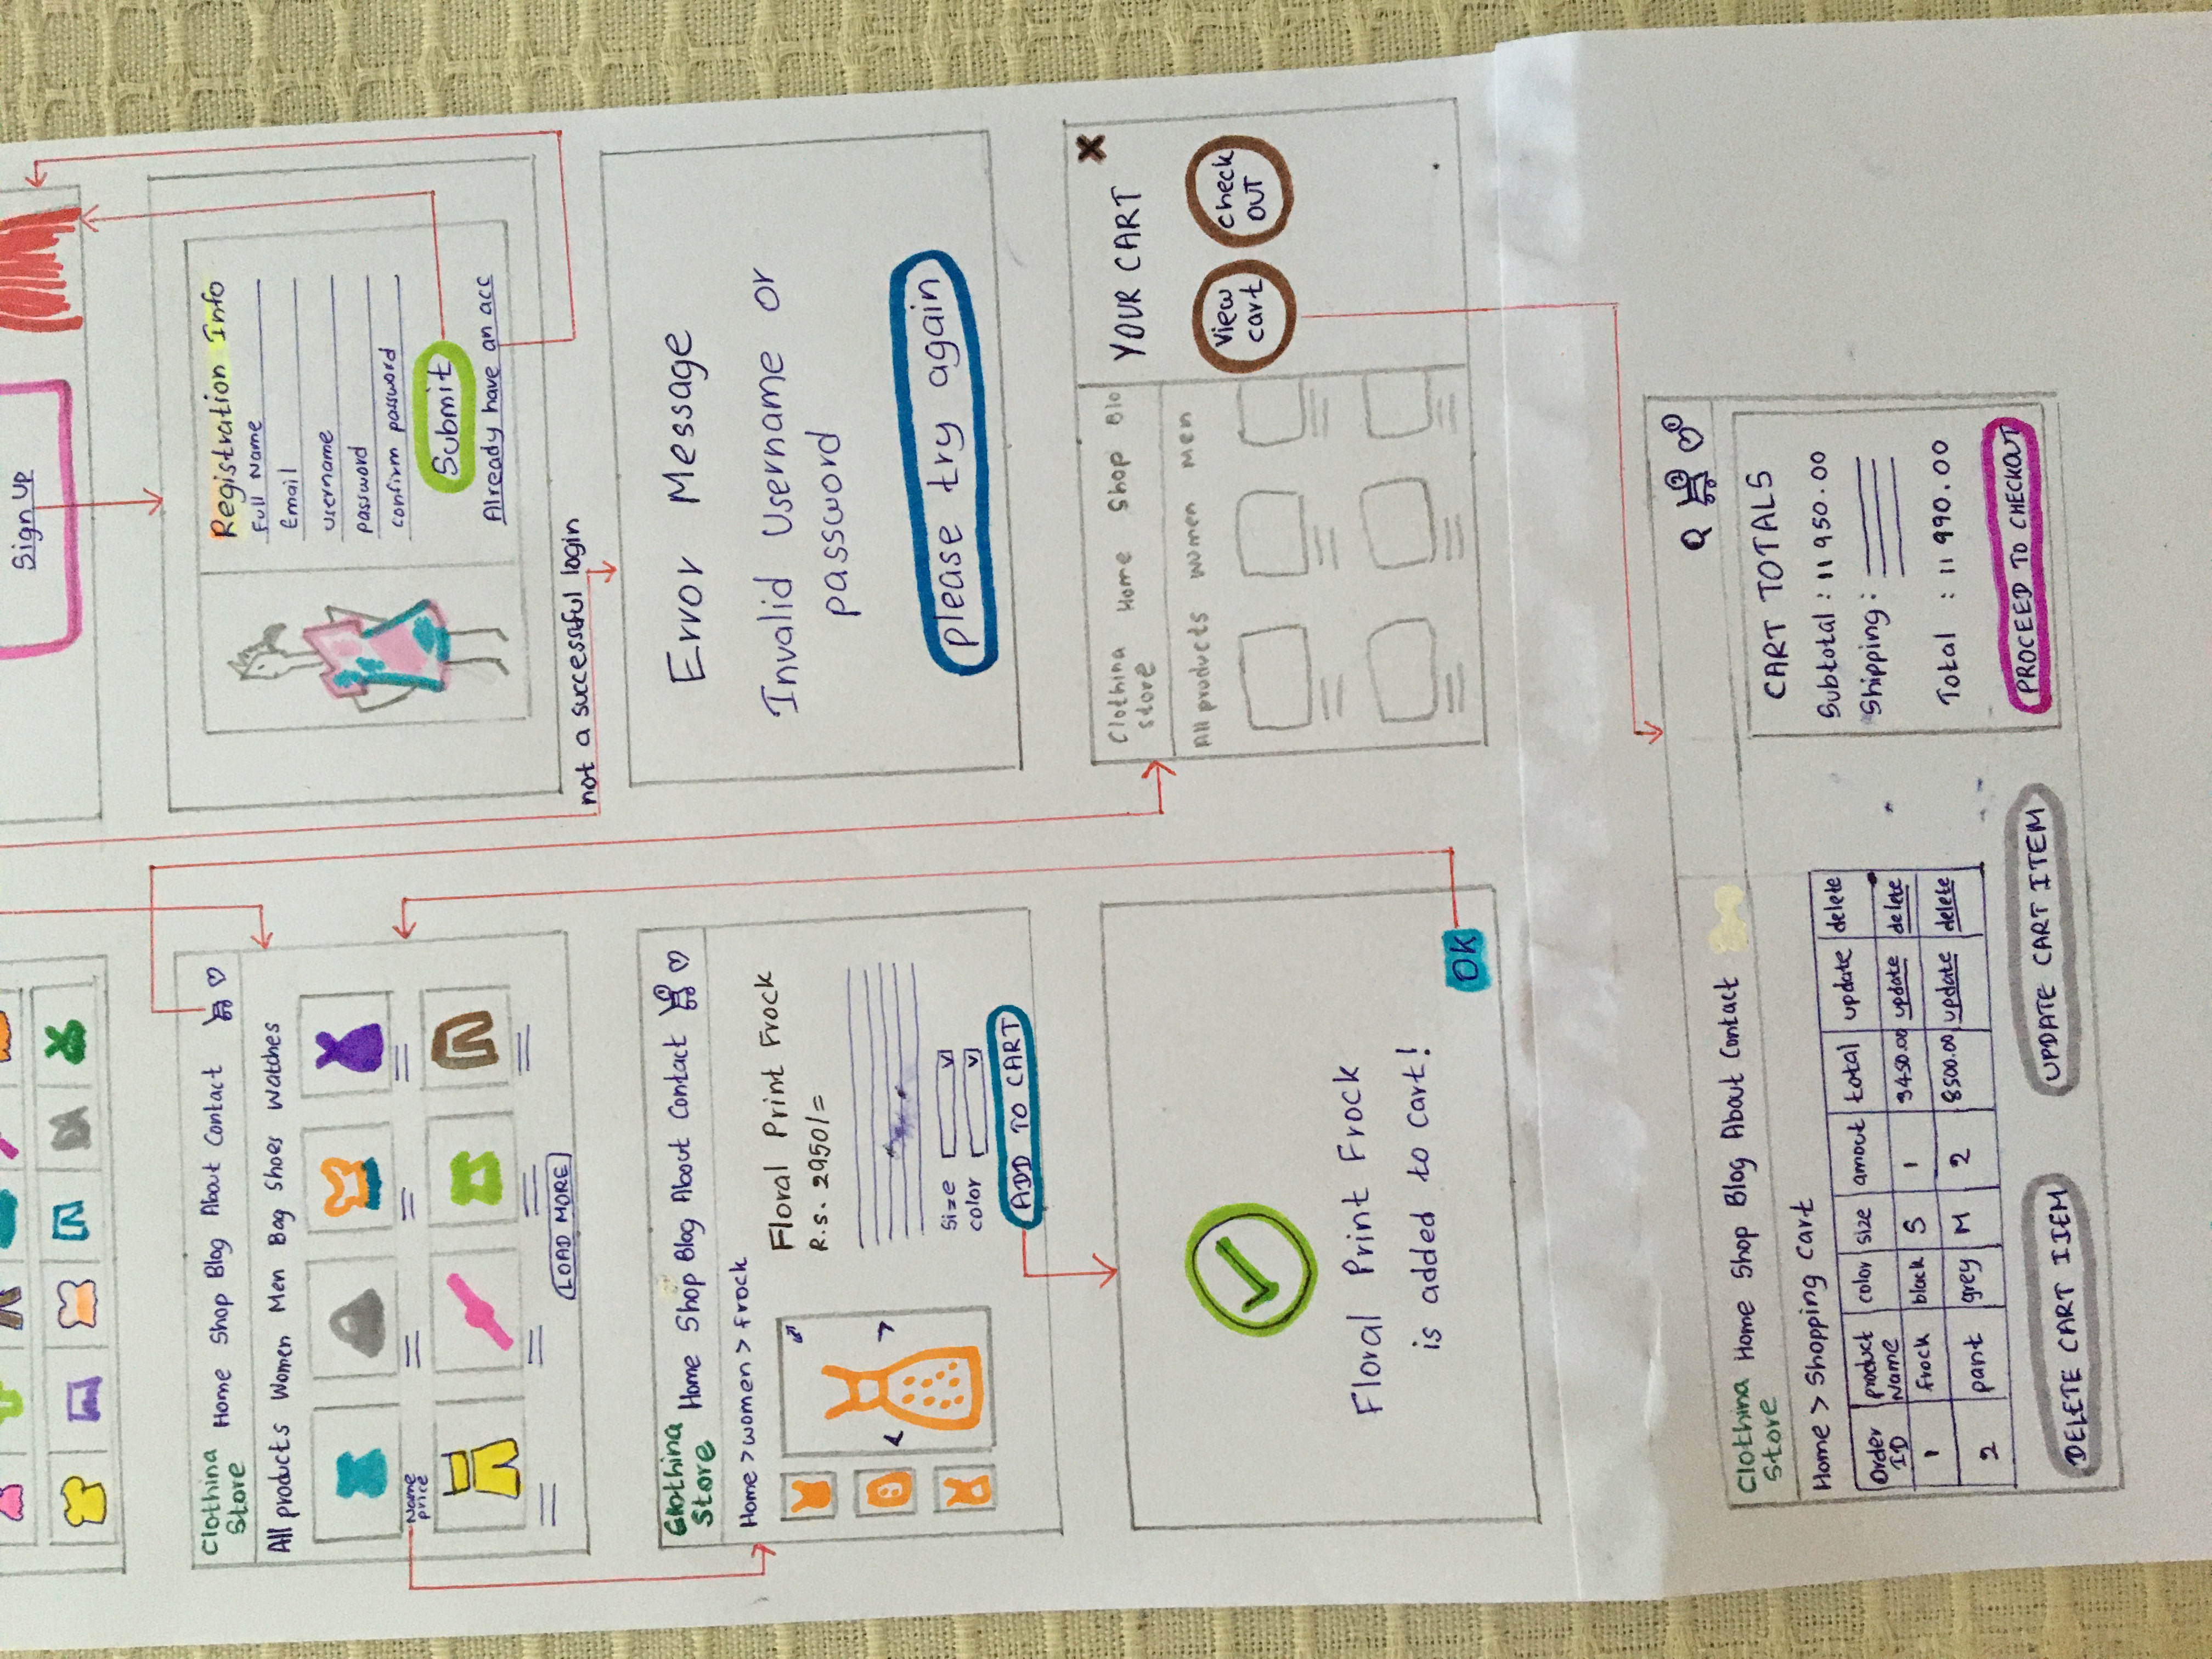 Sign Up
Clothina
Store
Home Shop Blog About Contact
All products Women Men Bag Shoes Watches
Name
price
LOAD MORE
Registration Info
Full Name
Email
username
password
confirm password
Submit
Already have an acc
not a successful login
Error Message
Invalid Username or
password
please try again
Clothina
Store
Home Shop Blog About Contact
1
Home > women > frock
Floral Print Frock
R.s. 2950/=
Size
color
ADD TO CART
Floral Print Frock
is added to cart!
OK
Clothina
store
Home Shop Blo
All products Women Men
YOUR CART
X
View
cart
check
OUT
Clothina
Store
Home Shop Blog About Contact
2
1
Home > Shopping cart
Order
ID
product
Name
color
size
amout
total
update
delete
1 frock black S 1 3450.00 update delete
2 pant grey M 2 8500.00 update delete
DELETE CART ITEM
UPDATE CART ITEM
CART TOTALS
Subtotal : 11 950.00
Shipping :
Total : 11 990.00
PROCEED TO CHECKOUT